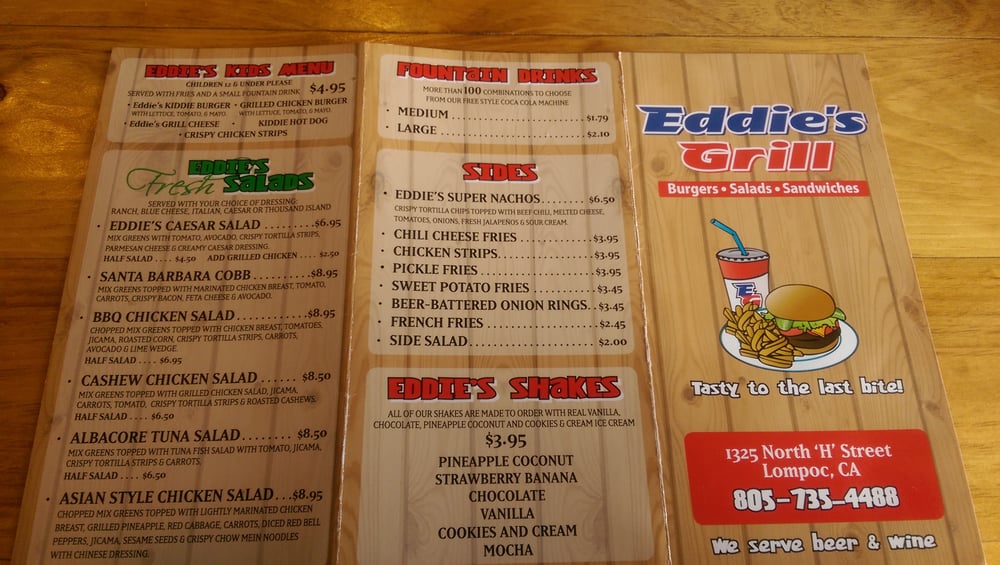 EDDIE'S KIDS MENU
CHILDREN 12 & UNDER PLEASE
SERVED WITH FRIES AND A SMALL FOUNTAIN DRINK $4.95
• Eddie's KIDDIE BURGER • GRILLED CHICKEN BURGER
WITH LETTUCE, TOMATO, & MAYO. WITH LETTUCE, TOMATO, & MAYO.
• Eddie's GRILL CHEESE • KIDDIE HOT DOG
• CRISPY CHICKEN STRIPS
EDDIE'S
Fresh SALADS
SERVED WITH YOUR CHOICE OF DRESSING:
RANCH, BLUE CHEESE, ITALIAN, CAESAR OR THOUSAND ISLAND
• EDDIE'S CAESAR SALAD .........$6.95
MIX GREENS WITH TOMATO, AVOCADO, CRISPY TORTILLA STRIPS,
PARMESAN CHEESE & CREAMY CAESAR DRESSING.
HALF SALAD .... $4.50 ADD GRILLED CHICKEN .... $2.50
• SANTA BARBARA COBB ..........$8.95
MIX GREENS TOPPED WITH MARINATED CHICKEN BREAST, TOMATO,
CARROTS, CRISPY BACON, FETA CHEESE & AVOCADO.
• BBQ CHICKEN SALAD ............$8.95
CHOPPED MIX GREENS TOPPED WITH CHICKEN BREAST, TOMATOES,
JICAMA, ROASTED CORN, CRISPY TORTILLA STRIPS, CARROTS,
AVOCADO & LIME WEDGE.
HALF SALAD .... $6.95
• CASHEW CHICKEN SALAD ...... $8.50
MIX GREENS TOPPED WITH GRILLED CHICKEN SALAD, JICAMA,
CARROTS, TOMATO, CRISPY TORTILLA STRIPS & ROASTED CASHEWS.
HALF SALAD .... $6.50
• ALBACORE TUNA SALAD ........ $8.50
MIX GREENS TOPPED WITH TUNA FISH SALAD WITH TOMATO, JICAMA,
CRISPY TORTILLA STRIPS & CARROTS.
HALF SALAD .... $6.50
• ASIAN STYLE CHICKEN SALAD ...$8.95
CHOPPED MIX GREENS TOPPED WITH LIGHTLY MARINATED CHICKEN
BREAST, GRILLED PINEAPPLE, RED CABBAGE, CARROTS, DICED RED BELL
PEPPERS, JICAMA, SESAME SEEDS & CRISPY CHOW MEIN NOODLES
WITH CHINESE DRESSING.
FOUNTAIN DRINKS
MORE THAN 100 COMBINATIONS TO CHOOSE
FROM OUR FREE STYLE COCA COLA MACHINE
• MEDIUM ........................ $1.79
• LARGE .......................... $2.10
SIDES
• EDDIE'S SUPER NACHOS........ $6.50
CRISPY TORTILLA CHIPS TOPPED WITH BEEF CHILI, MELTED CHEESE,
TOMATOES, ONIONS, FRESH JALAPEÑOS & SOUR CREAM.
• CHILI CHEESE FRIES .............$3.95
• CHICKEN STRIPS..................$3.95
• PICKLE FRIES .....................$3.95
• SWEET POTATO FRIES ...........$3.45
• BEER-BATTERED ONION RINGS..$3.45
• FRENCH FRIES ....................$2.45
• SIDE SALAD.......................$2.00
EDDIE'S SHAKES
ALL OF OUR SHAKES ARE MADE TO ORDER WITH REAL VANILLA,
CHOCOLATE, PINEAPPLE COCONUT AND COOKIES & CREAM ICE CREAM
$3.95
PINEAPPLE COCONUT
STRAWBERRY BANANA
CHOCOLATE
VANILLA
COOKIES AND CREAM
MOCHA
Eddie's
Grill
Burgers • Salads • Sandwiches
E
G
Tasty to the last bite!
1325 North 'H' Street
Lompoc, CA
805-735-4488
We serve beer & wine